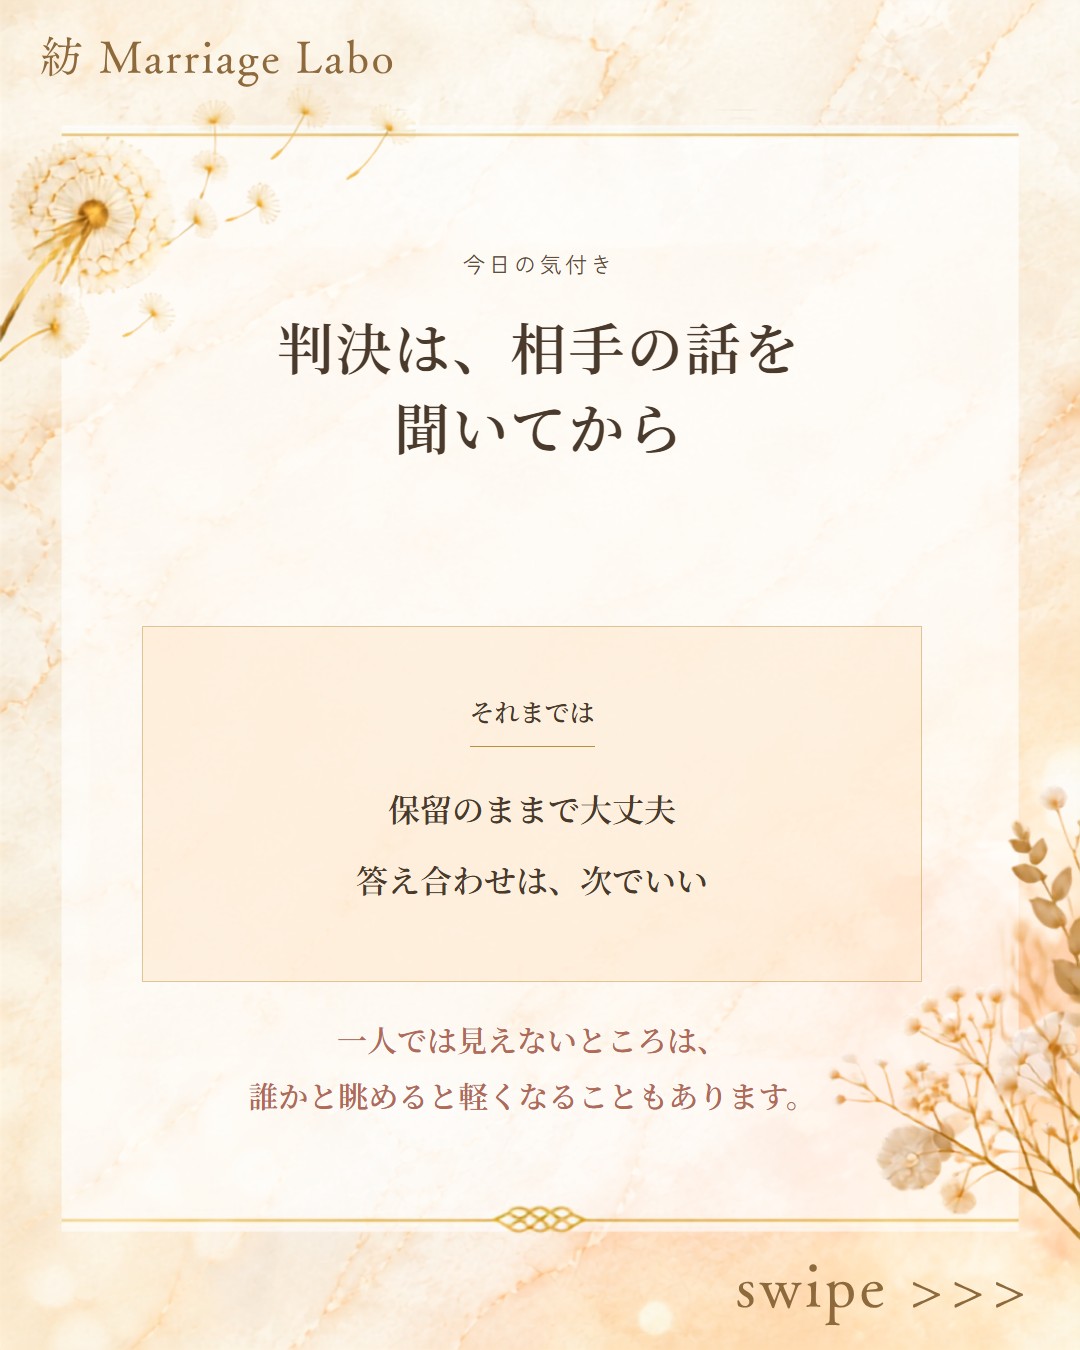 紡 Marriage Labo
今日の気付き
判決は、相手の話を
聞いてから
それまでは
保留のままで大丈夫
答え合わせは、次でいい
一人では見えないところは、
誰かと眺めると軽くなることもあります。
swipe >>>